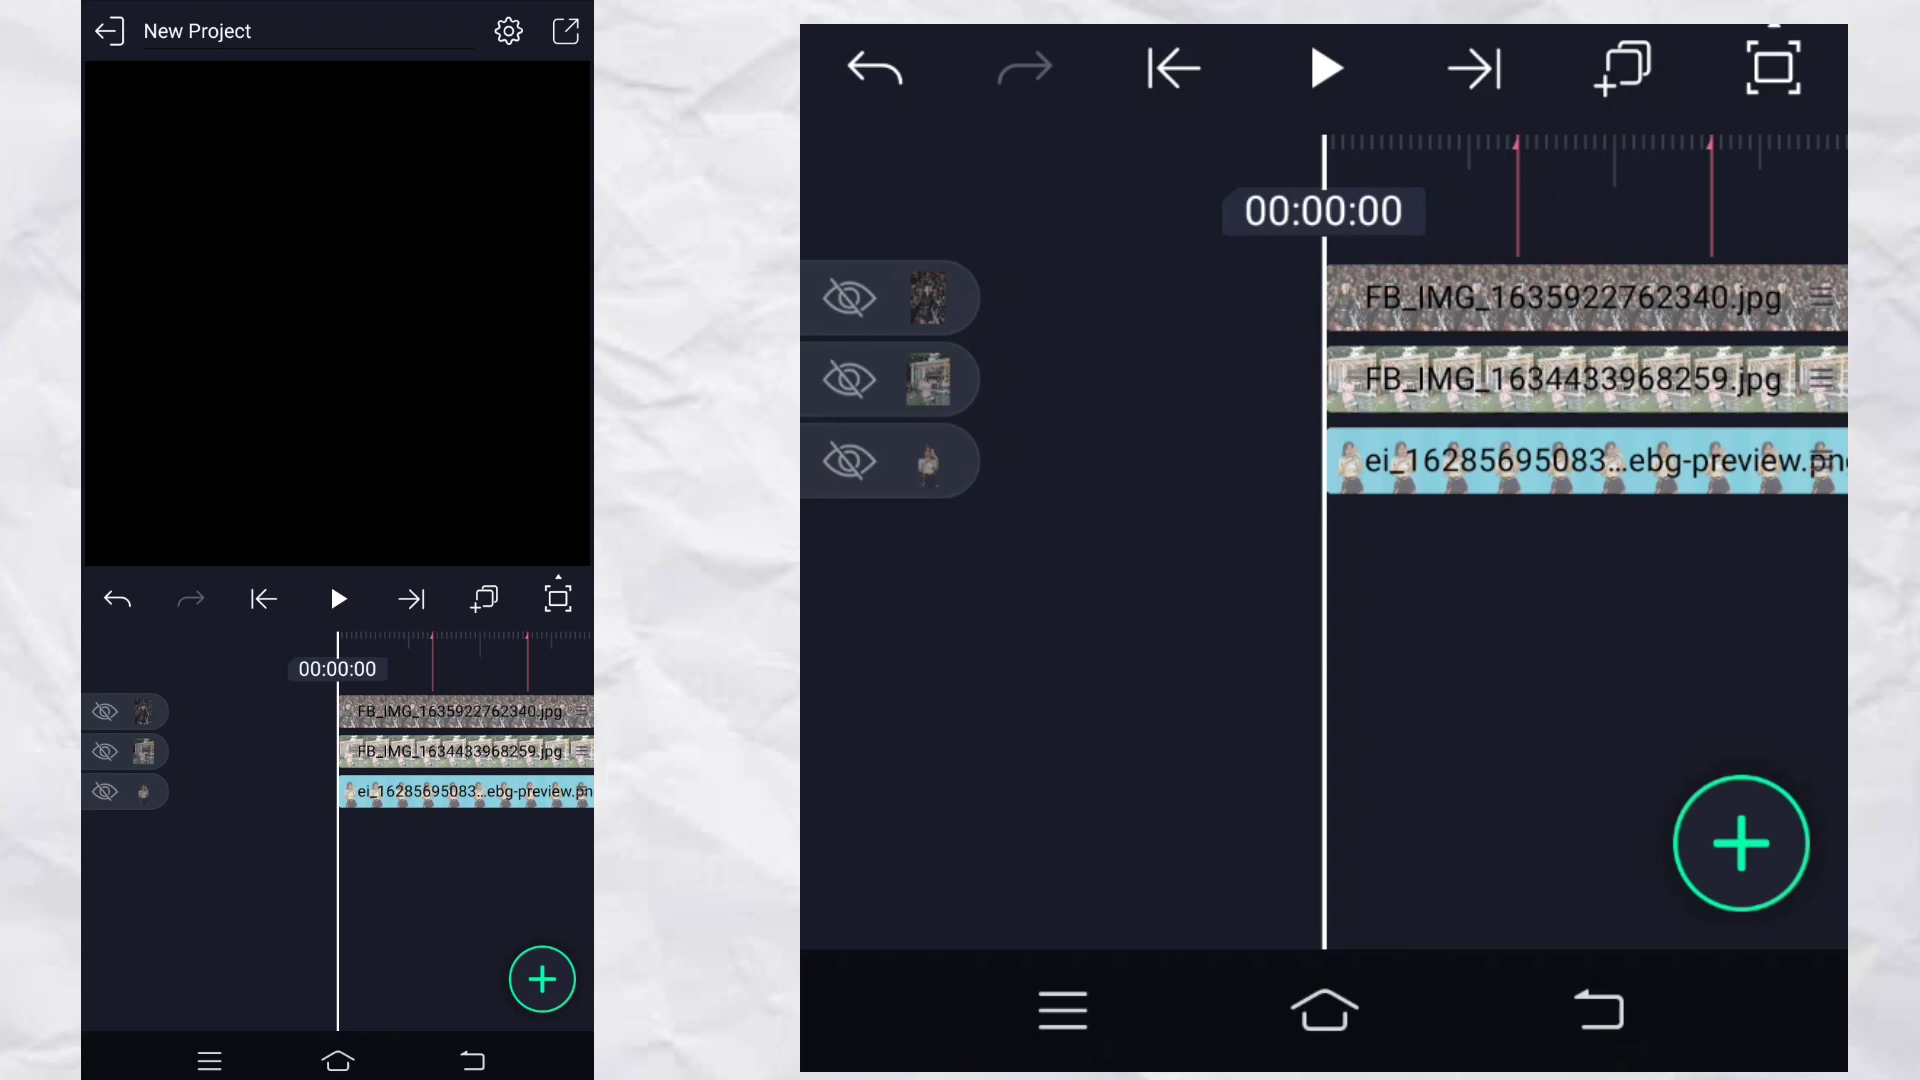 New Project
00:00:00
FB_IMG_1635922762340.jpg
FB_IMG_1634433968259.jpg
ei_16285695083...ebg-preview.pn
00:00:00
FB_IMG_1635922762340.jpg
FB_IMG_1634433968259.jpg
ei_16285695083...ebg-preview.pn